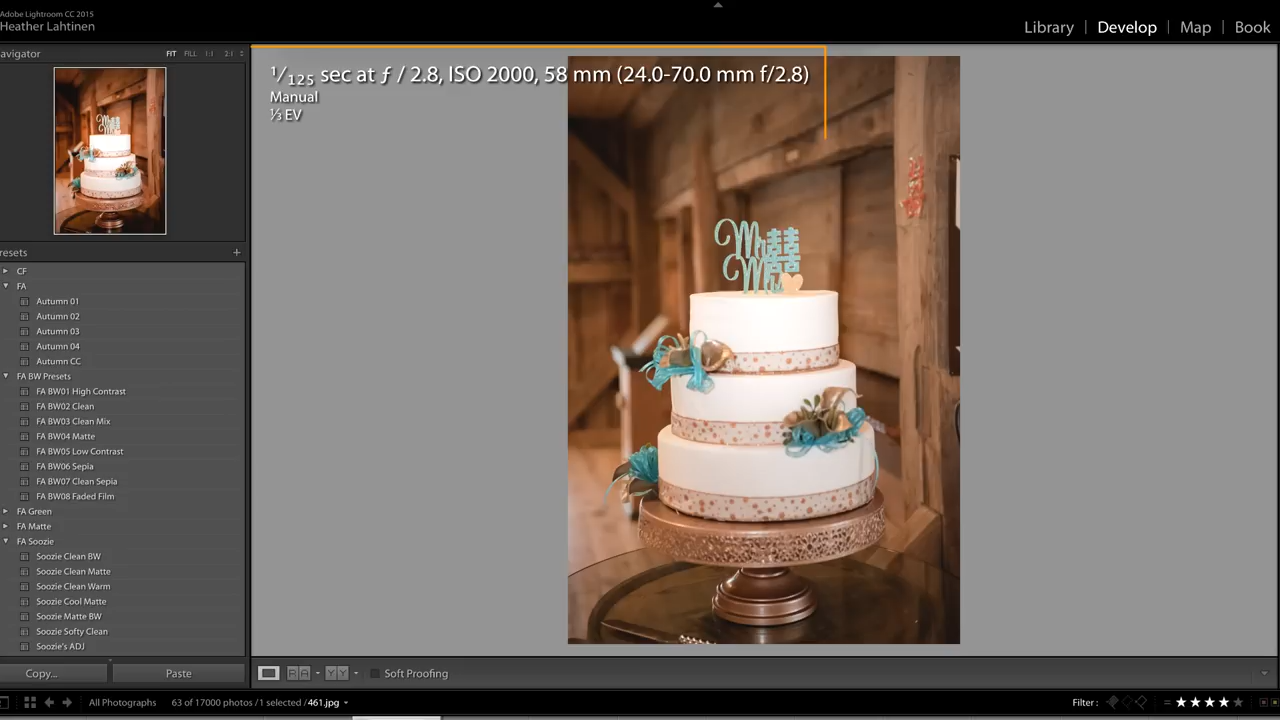 Adobe Lightroom CC 2015
Heather Lahtinen
Library | Develop | Map | Book
avigator FIT FILL 1:1 2:1
1/125 sec at ƒ / 2.8, ISO 2000, 58 mm (24.0-70.0 mm f/2.8)
Manual
⅓ EV
Mr 囍
Mrs
resets +
CF
FA
Autumn 01
Autumn 02
Autumn 03
Autumn 04
Autumn CC
FA BW Presets
FA BW01 High Contrast
FA BW02 Clean
FA BW03 Clean Mix
FA BW04 Matte
FA BW05 Low Contrast
FA BW06 Sepia
FA BW07 Clean Sepia
FA BW08 Faded Film
FA Green
FA Matte
FA Soozie
Soozie Clean BW
Soozie Clean Matte
Soozie Clean Warm
Soozie Cool Matte
Soozie Matte BW
Soozie Softy Clean
Soozie's ADJ
Copy... Paste
RA YY Soft Proofing
All Photographs 63 of 17000 photos / 1 selected / 461.jpg Filter :